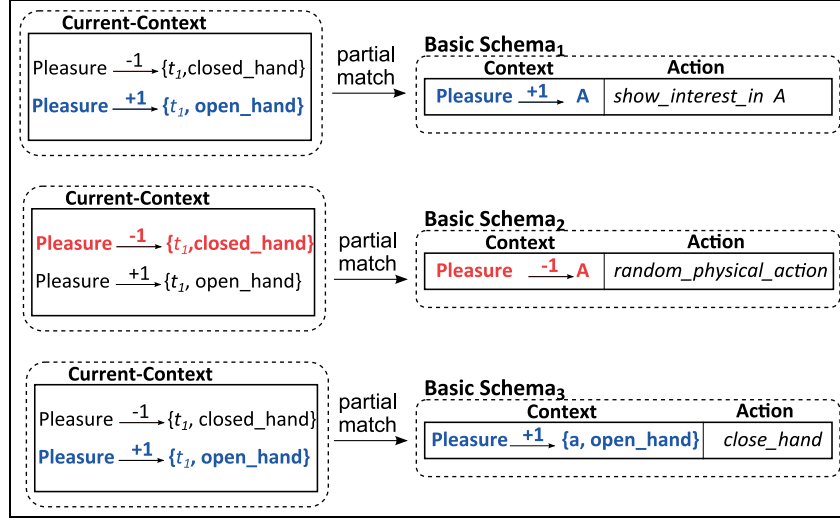 Current-Context
Pleasure -1 {t1,closed_hand}
Pleasure +1 {t1, open_hand}
partial
match
Basic Schema1
Context Action
Pleasure +1 A show_interest_in A
Current-Context
Pleasure -1 {t1,closed_hand}
Pleasure +1 {t1, open_hand}
partial
match
Basic Schema2
Context Action
Pleasure -1 A random_physical_action
Current-Context
Pleasure -1 {t1, closed_hand}
Pleasure +1 {t1, open_hand}
partial
match
Basic Schema3
Context Action
Pleasure +1 {a, open_hand} close_hand